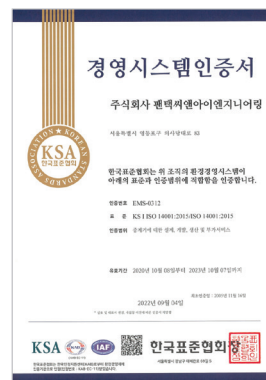 경영시스템인증서
주식회사 팬택씨앤아이엔지니어링
서울특별시 영등포구 의사당대로 83
KOREAN STANDARDS ASSOCIATION
KSA
한국표준협회
한국표준협회는 위 조직의 환경경영시스템이
아래의 표준과 인증범위에 적합함을 인증합니다.
인증번호 EMS-0312
표 준 KS I ISO 14001:2015/ISO 14001:2015
인증범위 중계기에 대한 설계, 개발, 생산 및 부가서비스
유효기간 2020년 10월 08일부터 2023년 10월 07일까지
2022년 09월 04일
KSA
IAF
한국표준협회장